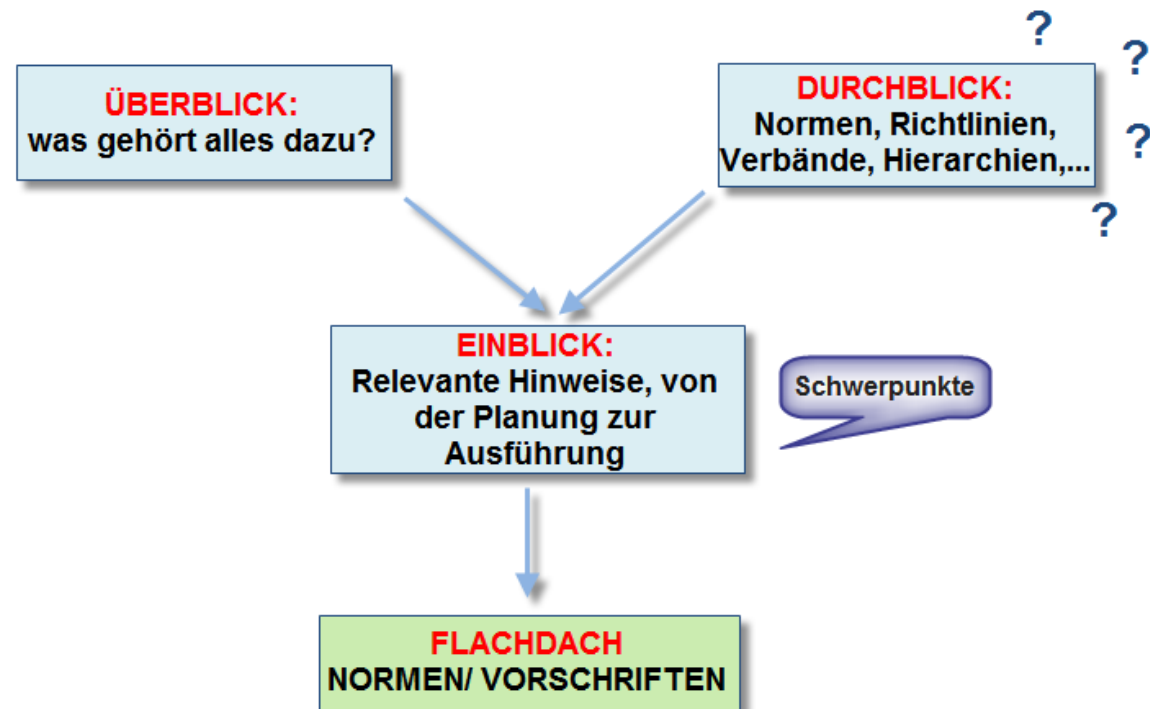 ?
?
ÜBERBLICK:
was gehört alles dazu?
DURCHBLICK:
Normen, Richtlinien,
Verbände, Hierarchien,...
?
?
EINBLICK:
Relevante Hinweise, von
der Planung zur
Ausführung
Schwerpunkte
FLACHDACH
NORMEN/ VORSCHRIFTEN